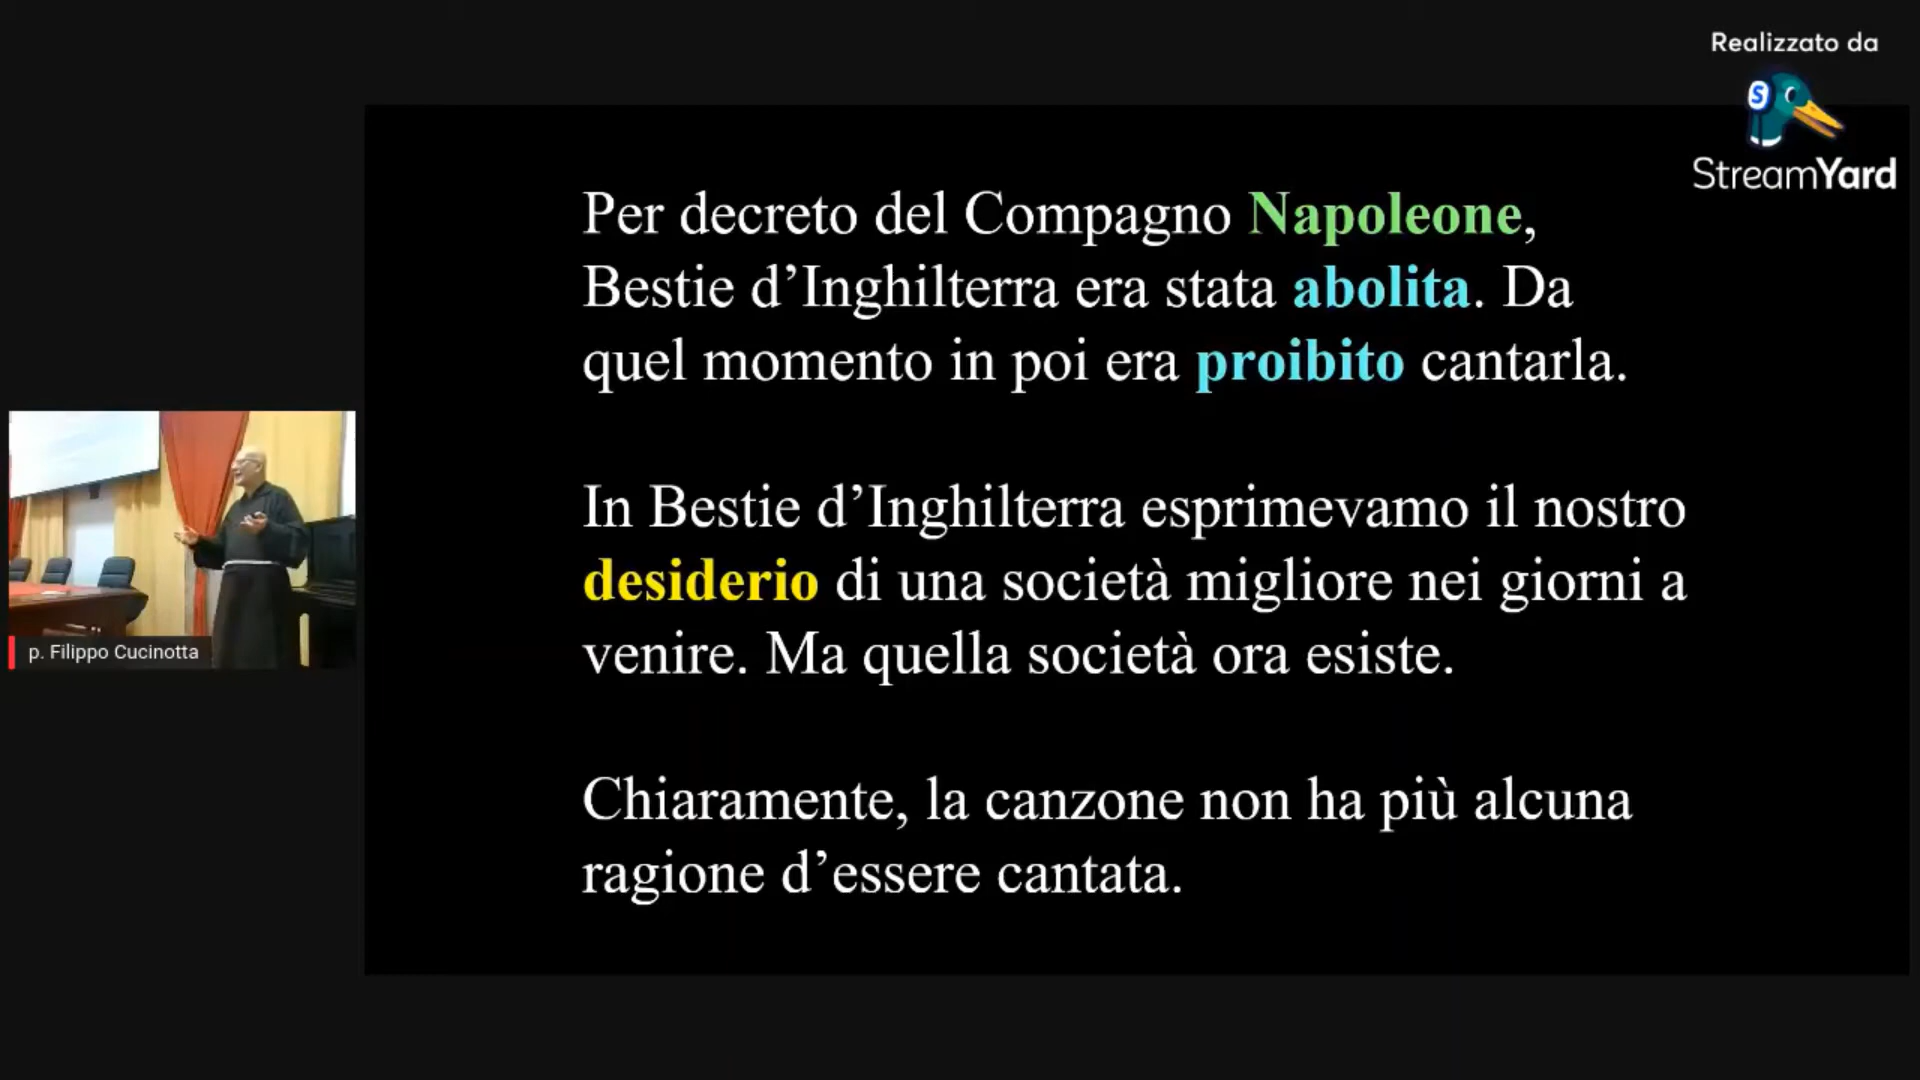 Realizzato da
StreamYard
Per decreto del Compagno Napoleone,
Bestie d’Inghilterra era stata abolita. Da
quel momento in poi era proibito cantarla.
In Bestie d’Inghilterra esprimevamo il nostro
desiderio di una società migliore nei giorni a
venire. Ma quella società ora esiste.
Chiaramente, la canzone non ha più alcuna
ragione d’essere cantata.
p. Filippo Cucinotta